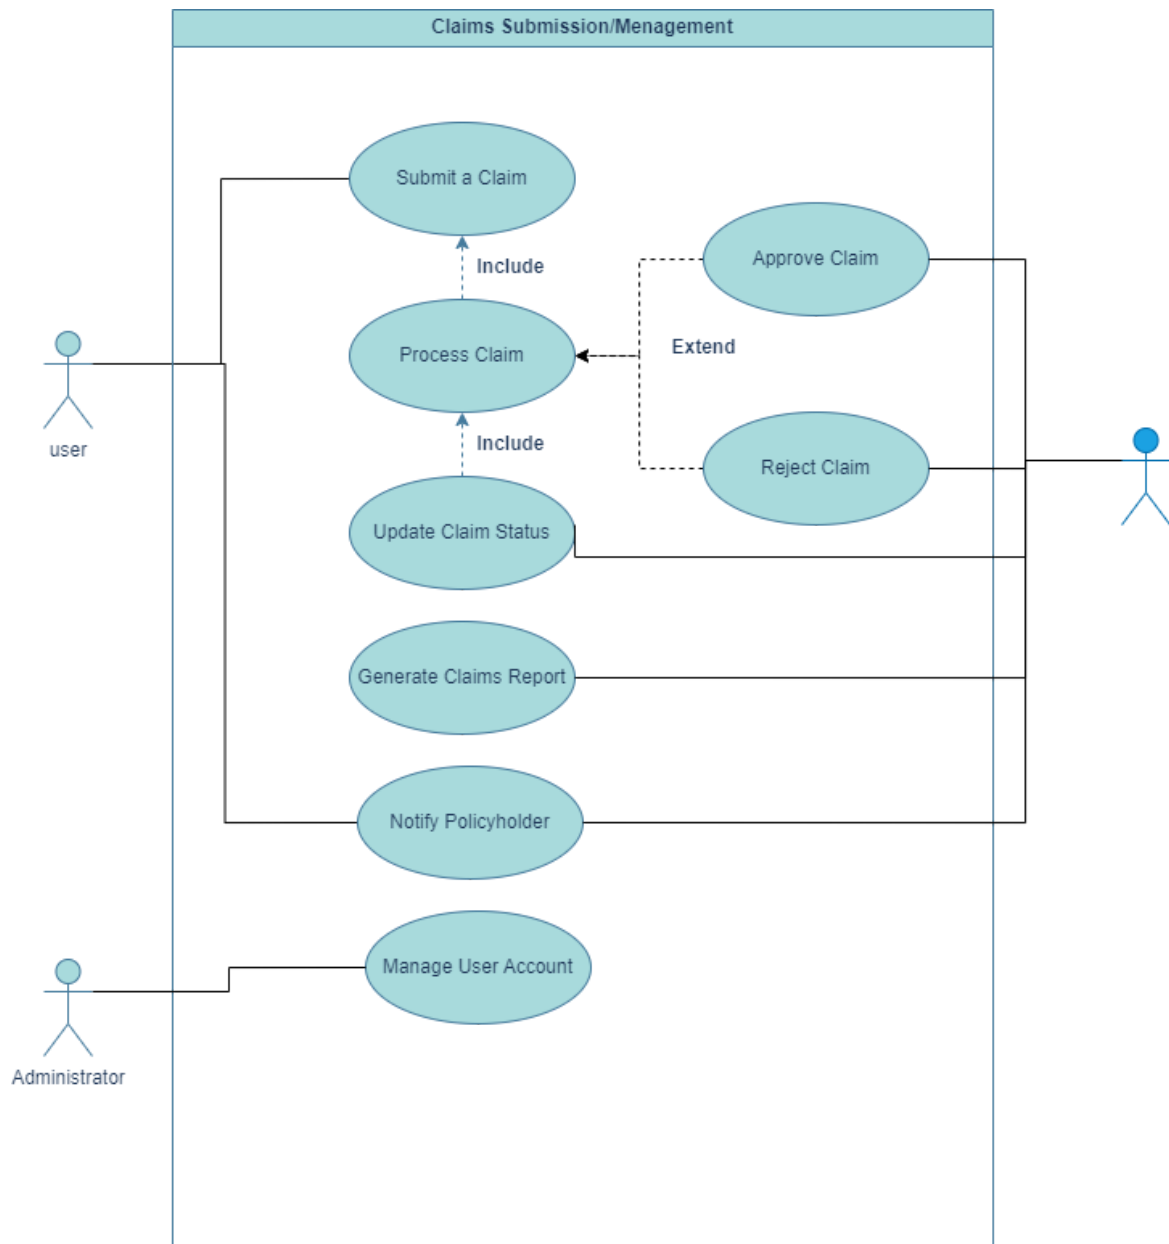 Claims Submission/Menagement
Submit a Claim
Include
Approve Claim
Process Claim
Extend
user
Include
Reject Claim
Update Claim Status
Generate Claims Report
Notify Policyholder
Manage User Account
Administrator